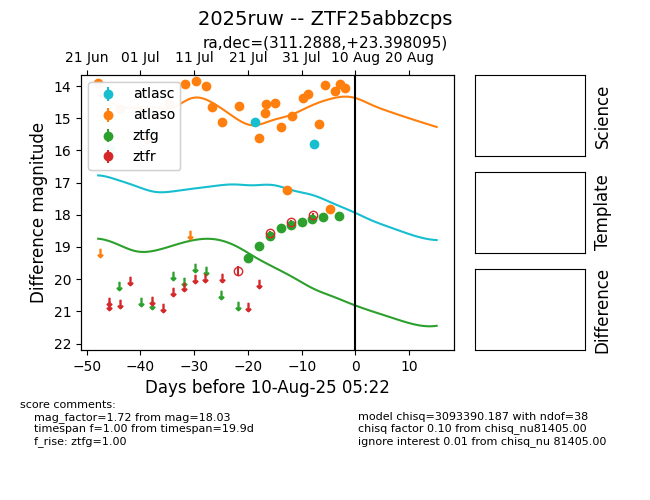 2025ruw -- ZTF25abbzcps
ra,dec=(311.2888,+23.398095)
21 Jun 01 Jul 11 Jul 21 Jul 31 Jul 10 Aug 20 Aug
14
15
16
17
18
19
20
21
22
Difference magnitude
atlasc
atlaso
ztfg
ztfr
−50 −40 −30 −20 −10 0 10
Days before 10-Aug-25 05:22
Science
Template
Difference
score comments:
mag_factor=1.72 from mag=18.03
timespan f=1.00 from timespan=19.9d
f_rise: ztfg=1.00
model chisq=3093390.187 with ndof=38
chisq factor 0.10 from chisq_nu81405.00
ignore interest 0.01 from chisq_nu 81405.00